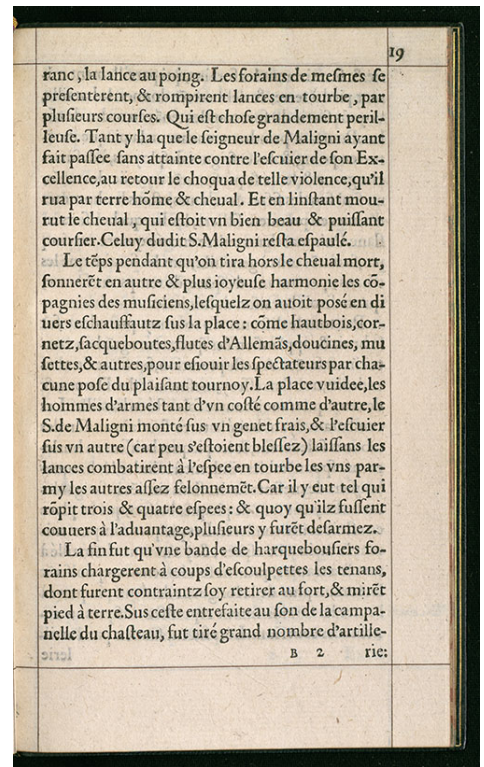 19
ranc, la lance au poing. Les forains de meſmes ſe
preſenterent, & rompirent lances en tourbe, par
pluſieurs courſes. Qui eſt choſe grandement peril-
leuſe. Tant y ha que le ſeigneur de Maligni ayant
fait paſſee ſans attainte contre l'eſcuier de ſon Ex-
cellence,au retour le choqua de telle violence,qu'il
rua par terre hõme & cheual. Et en linſtant mou-
rut le cheual, qui eſtoit vn bien beau & puiſſant
courſier.Celuy dudit S.Maligni reſta eſpaulé.
Le tẽps pendant qu'on tira hors le cheual mort,
ſonnerẽt en autre & plus ioyeuſe harmonie les cõ-
pagnies des muſiciens,leſquelz on auoit poſé en di
uers eſchauffautz ſus la place : cõme hautbois,cor-
netz,ſacqueboutes,flutes d'Allemãs,doucines, mu
ſettes,& autres,pour eſiouir les ſpectateurs par cha-
cune poſe du plaiſant tournoy.La place vuidee,les
hommes d'armes tant d'vn coſté comme d'autre,le
S.de Maligni monté ſus vn genet frais,& l'eſcuier
ſus vn autre (car peu s'eſtoient bleſſez) laiſſans les
lances combatirent à l'eſpee en tourbe les vns par-
my les autres aſſez felonnemẽt.Car il y eut tel qui
rõpit trois & quatre eſpees : & quoy qu'ilz fuſſent
couuers à l'aduantage,pluſieurs y furẽt deſarmez.
La fin fut qu'vne bande de harquebouſiers fo-
rains chargerent à coups d'eſcoulpettes les tenans,
dont furent contraintz ſoy retirer au fort,& mirẽt
pied à terre.Sus ceſte entrefaite au ſon de la campa-
nelle du chaſteau, fut tiré grand nombre d'artille-
B 2 rie: